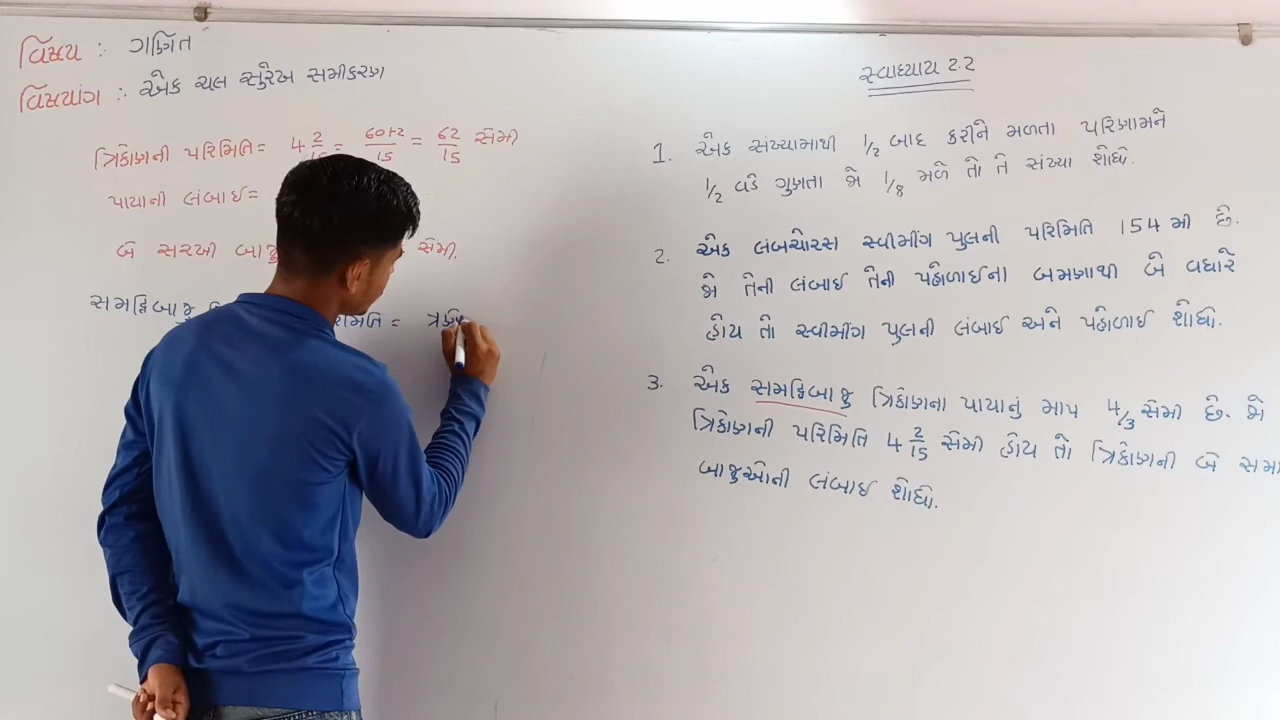 વિષય : ગણિત
વિષયાંગ : એક ચલ સુરેખ સમીકરણ
ત્રિકોણની પરિમિતિ = 4 2/15 = 60+2/15 = 62/15 સેમી
પાયાની લંબાઈ =
બે સરખી બાજુ સેમી.
સમદ્વિબાજુ =
સ્વાધ્યાય 2.2
1. એક સંખ્યામાથી 1/2 બાદ કરીને મળતા પરિણામને
1/2 વડે ગુણતા જો 1/8 મળે તો તે સંખ્યા શોધો.
2. એક લંબચોરસ સ્વીમીંગ પુલની પરિમિતિ 154 મી છે.
જો તેની લંબાઈ તેની પહોળાઈના બમણાથી બે વધારે
હોય તો સ્વીમીંગ પુલની લંબાઈ અને પહોળાઈ શોધો.
3. એક સમદ્વિબાજુ ત્રિકોણના પાયાનું માપ 4/3 સેમી છે. જો
ત્રિકોણની પરિમિતિ 4 2/15 સેમી હોય તો ત્રિકોણની બે સમા
બાજુઓની લંબાઈ શોધો.